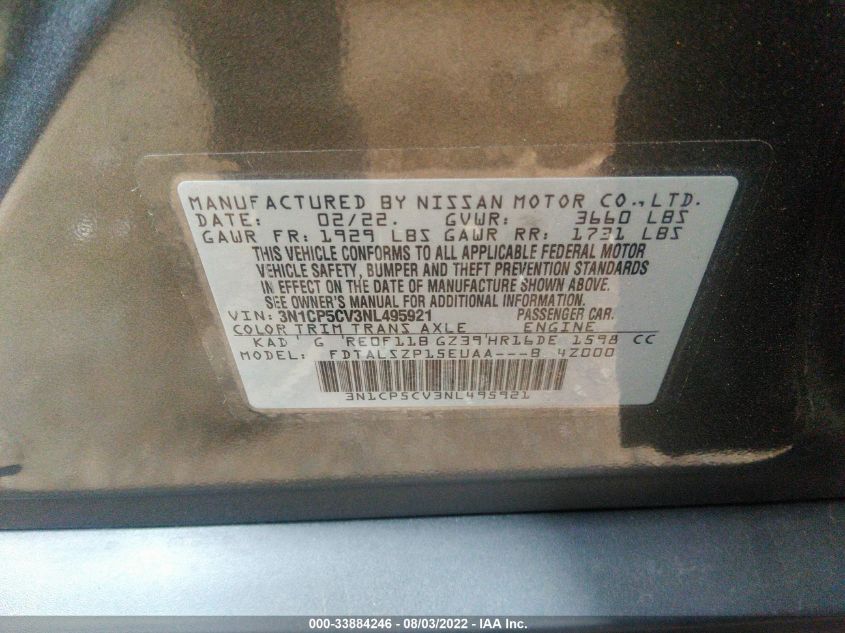 MANUFACTURED BY NISSAN MOTOR CO., LTD.
DATE: 02/22. GVWR: 3660 LBS
GAWR FR: 1929 LBS GAWR RR: 1731 LBS
THIS VEHICLE CONFORMS TO ALL APPLICABLE FEDERAL MOTOR
VEHICLE SAFETY, BUMPER AND THEFT PREVENTION STANDARDS
IN EFFECT ON THE DATE OF MANUFACTURE SHOWN ABOVE.
SEE OWNER'S MANUAL FOR ADDITIONAL INFORMATION.
VIN: 3N1CP5CV3NL495921 PASSENGER CAR.
COLOR TRIM TRANS AXLE ENGINE
KAD G RE0F11B GZ39 HR16DE 1598 CC
MODEL: FDTALSZP15EUAA---B 4Z000
3N1CP5CV3NL495921
000-33884246 - 08/03/2022 - IAA Inc.